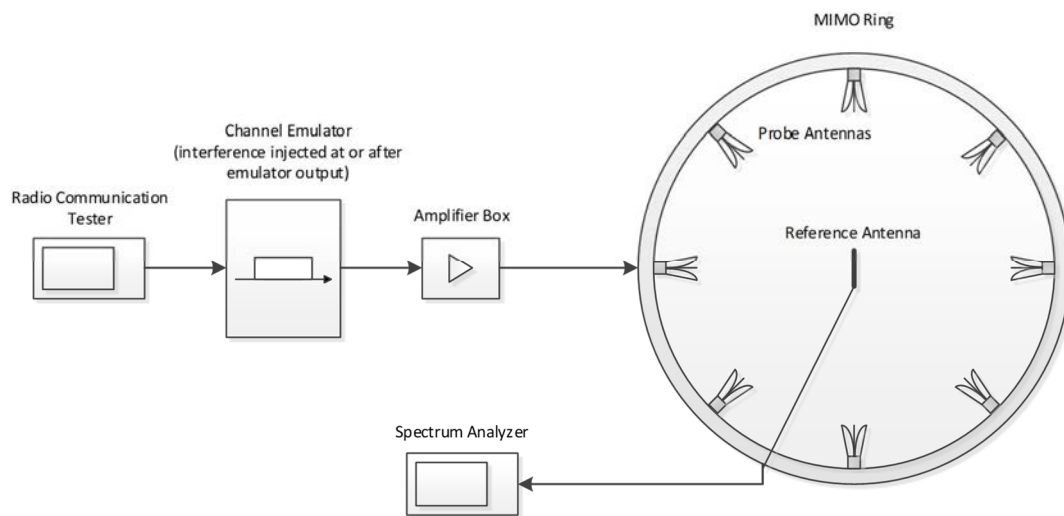 MIMO Ring
Channel Emulator
(interference injected at or after
emulator output)
Probe Antennas
Radio Communication
Tester
Amplifier Box
Reference Antenna
Spectrum Analyzer